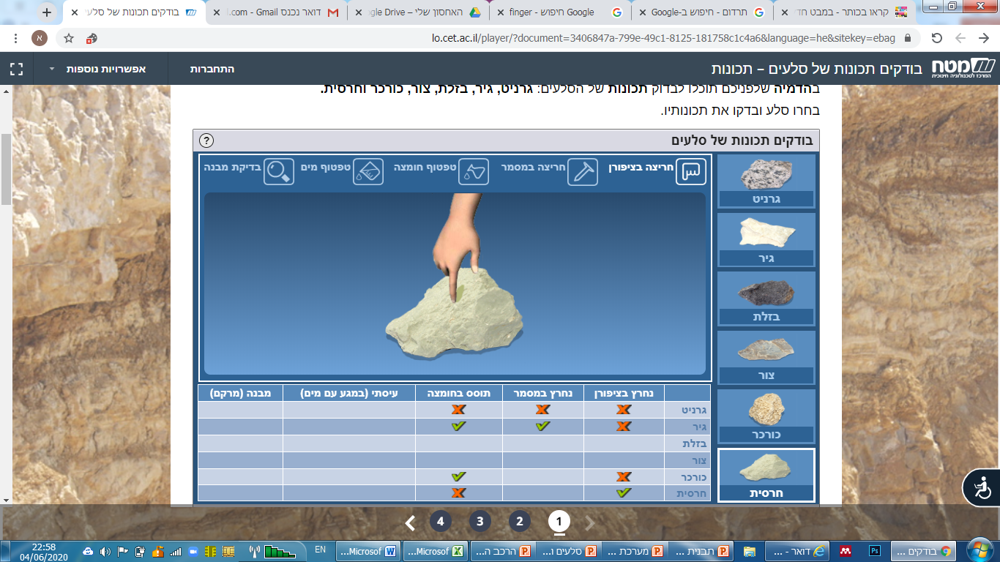 קראו בכותר - במבט חד
תרדום - חיפוש ב-Google
finger - חיפוש Google
האחסון שלי – gle Drive
דואר נכנס - l.com - Gmail
בודקים תכונות של סלעי
lo.cet.ac.il/player/?document=3406847a-799e-49c1-8125-181758c1c4a6&language=he&sitekey=ebag
א
מטח
המרכז לטכנולוגיה חינוכית
בודקים תכונות של סלעים – תכונות
התחברות
אפשרויות נוספות
בהדמיה שלפניכם תוכלו לבדוק תכונות של הסלעים: גרניט, גיר, בזלת, צור, כורכר וחרסית.
בחרו סלע ובדקו את תכונותיו.
בודקים תכונות של סלעים
?
חריצה בציפורן
חריצה במסמר
טפטוף חומצה
טפטוף מים
בדיקת מבנה
גרניט
גיר
בזלת
צור
כורכר
חרסית
נחרץ בציפורן נחרץ במסמר תוסס בחומצה עיסתי (במגע עם מים) מבנה (מרקם)
גרניט
גיר
בזלת
צור
כורכר
חרסית
1 2 3 4
בודקים ...
Ps
דואר - ...
תבנית ...
מערכת ...
סלעים ו...
הרכב ה...
Microsof...
Microsof...
EN
22:58
04/06/2020